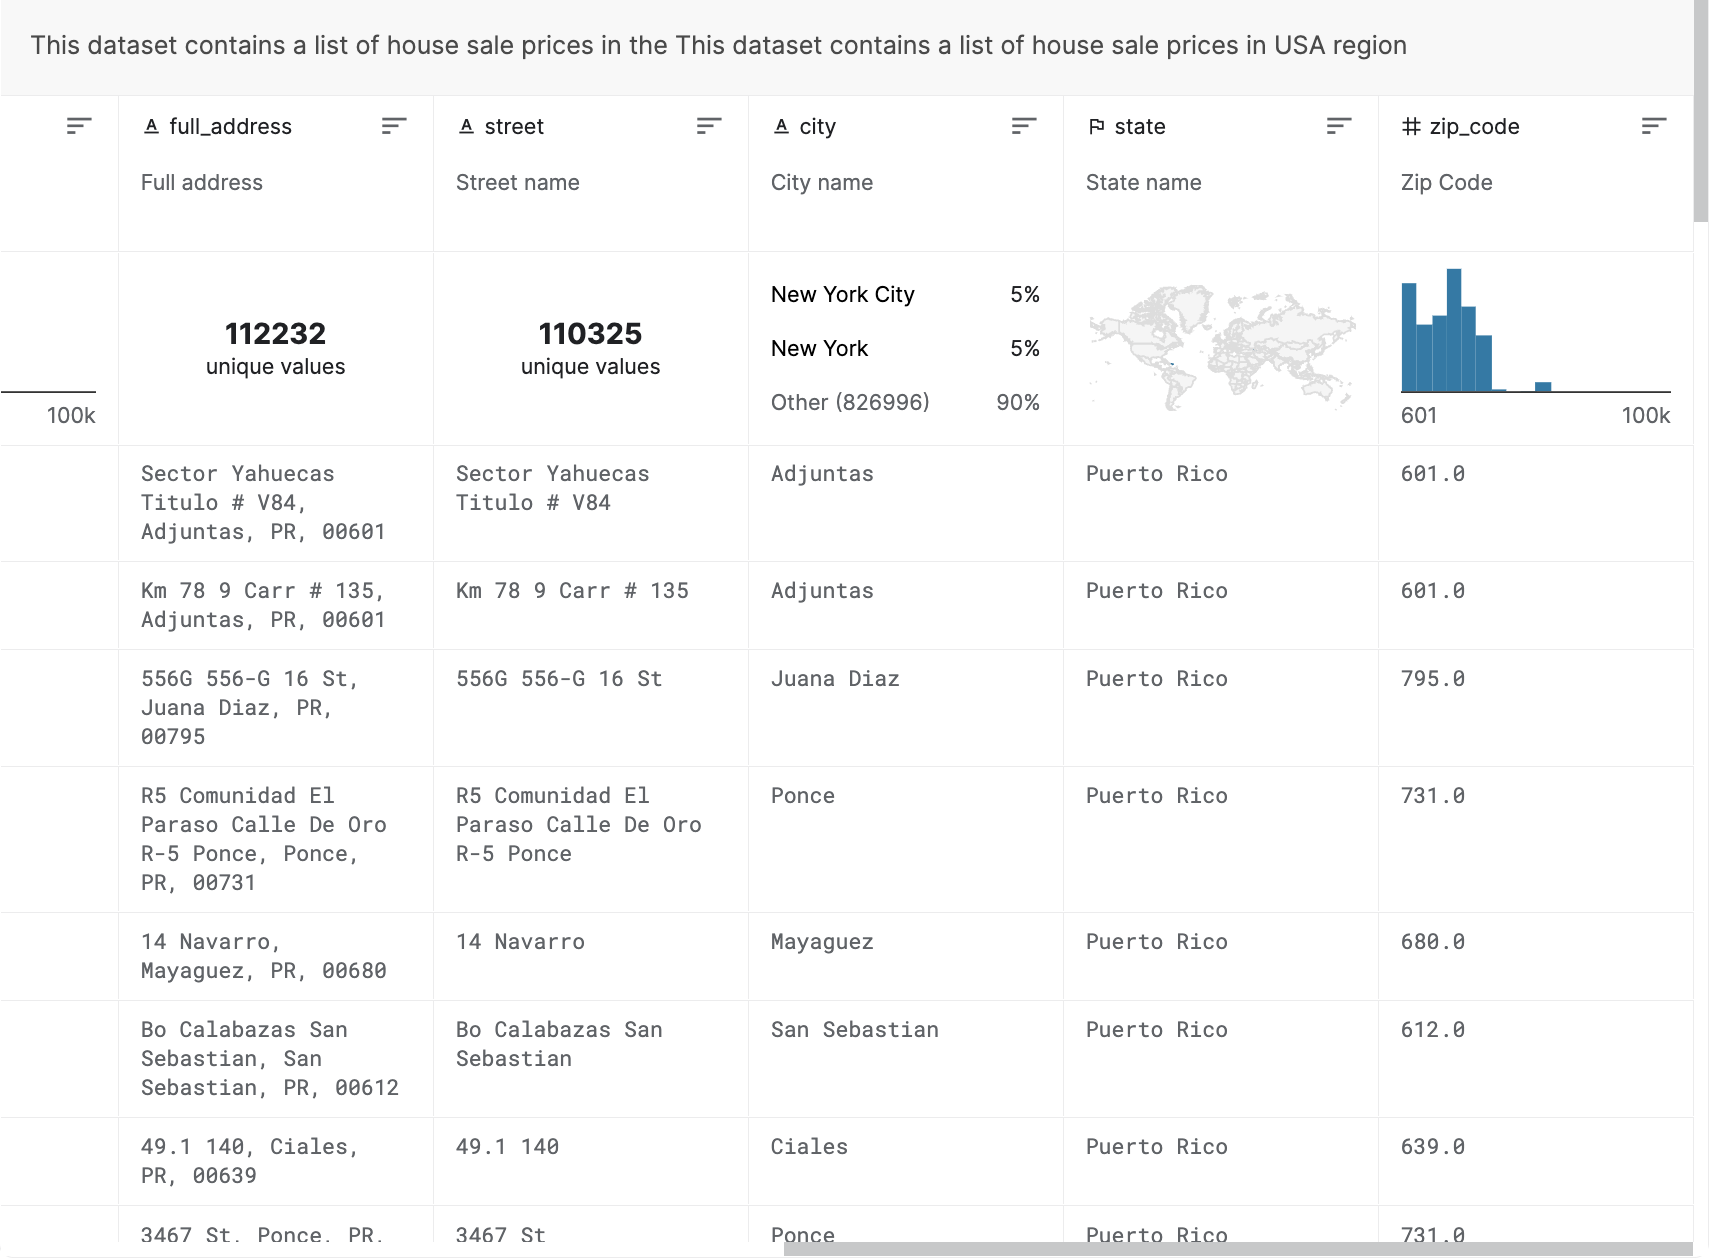 This dataset contains a list of house sale prices in the This dataset contains a list of house sale prices in USA region
full_address
street
city
state
zip_code
Full address
Street name
City name
State name
Zip Code
100k
112232
unique values
110325
unique values
New York City 5%
New York 5%
Other (826996) 90%
601 100k
Sector Yahuecas
Titulo # V84,
Adjuntas, PR, 00601
Sector Yahuecas
Titulo # V84
Adjuntas
Puerto Rico
601.0
Km 78 9 Carr # 135,
Adjuntas, PR, 00601
Km 78 9 Carr # 135
Adjuntas
Puerto Rico
601.0
556G 556-G 16 St,
Juana Diaz, PR,
00795
556G 556-G 16 St
Juana Diaz
Puerto Rico
795.0
R5 Comunidad El
Paraso Calle De Oro
R-5 Ponce, Ponce,
PR, 00731
R5 Comunidad El
Paraso Calle De Oro
R-5 Ponce
Ponce
Puerto Rico
731.0
14 Navarro,
Mayaguez, PR, 00680
14 Navarro
Mayaguez
Puerto Rico
680.0
Bo Calabazas San
Sebastian, San
Sebastian, PR, 00612
Bo Calabazas San
Sebastian
San Sebastian
Puerto Rico
612.0
49.1 140, Ciales,
PR, 00639
49.1 140
Ciales
Puerto Rico
639.0
3467 St, Ponce, PR,
3467 St
Ponce
Puerto Rico
731.0